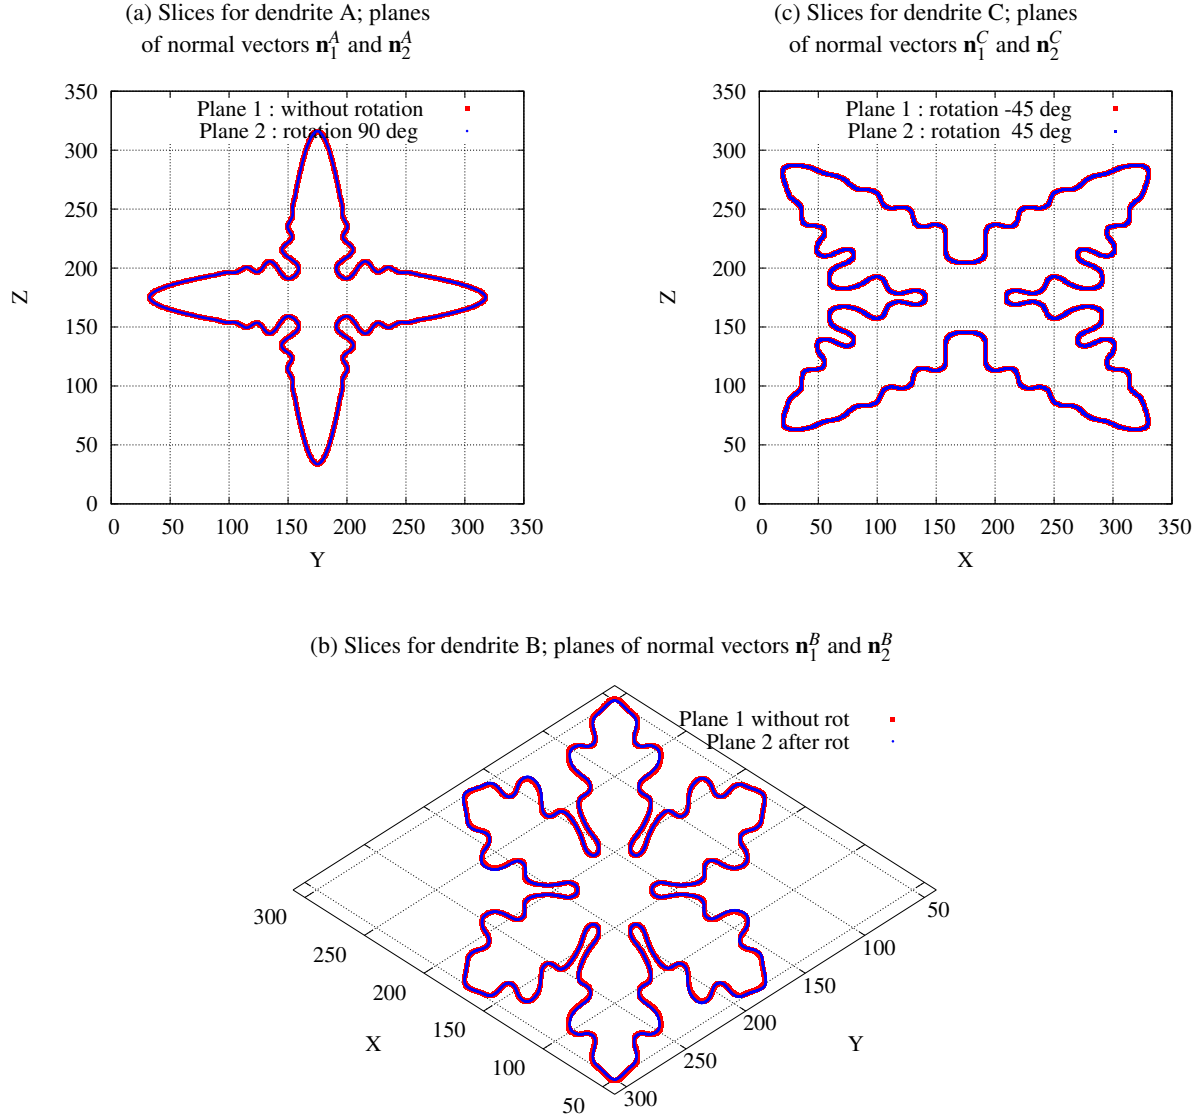 (a) Slices for dendrite A; planes
of normal vectors n₁ᴬ and n₂ᴬ
Plane 1 : without rotation
Plane 2 : rotation 90 deg
350
300
250
200
150
100
50
0
0 50 100 150 200 250 300 350
Z
Y
(c) Slices for dendrite C; planes
of normal vectors n₁ᶜ and n₂ᶜ
Plane 1 : rotation -45 deg
Plane 2 : rotation 45 deg
350
300
250
200
150
100
50
0
0 50 100 150 200 250 300 350
Z
X
(b) Slices for dendrite B; planes of normal vectors n₁ᴮ and n₂ᴮ
Plane 1 without rot
Plane 2 after rot
300
250
200
150
100
50
X
50
100
150
200
250
300
Y